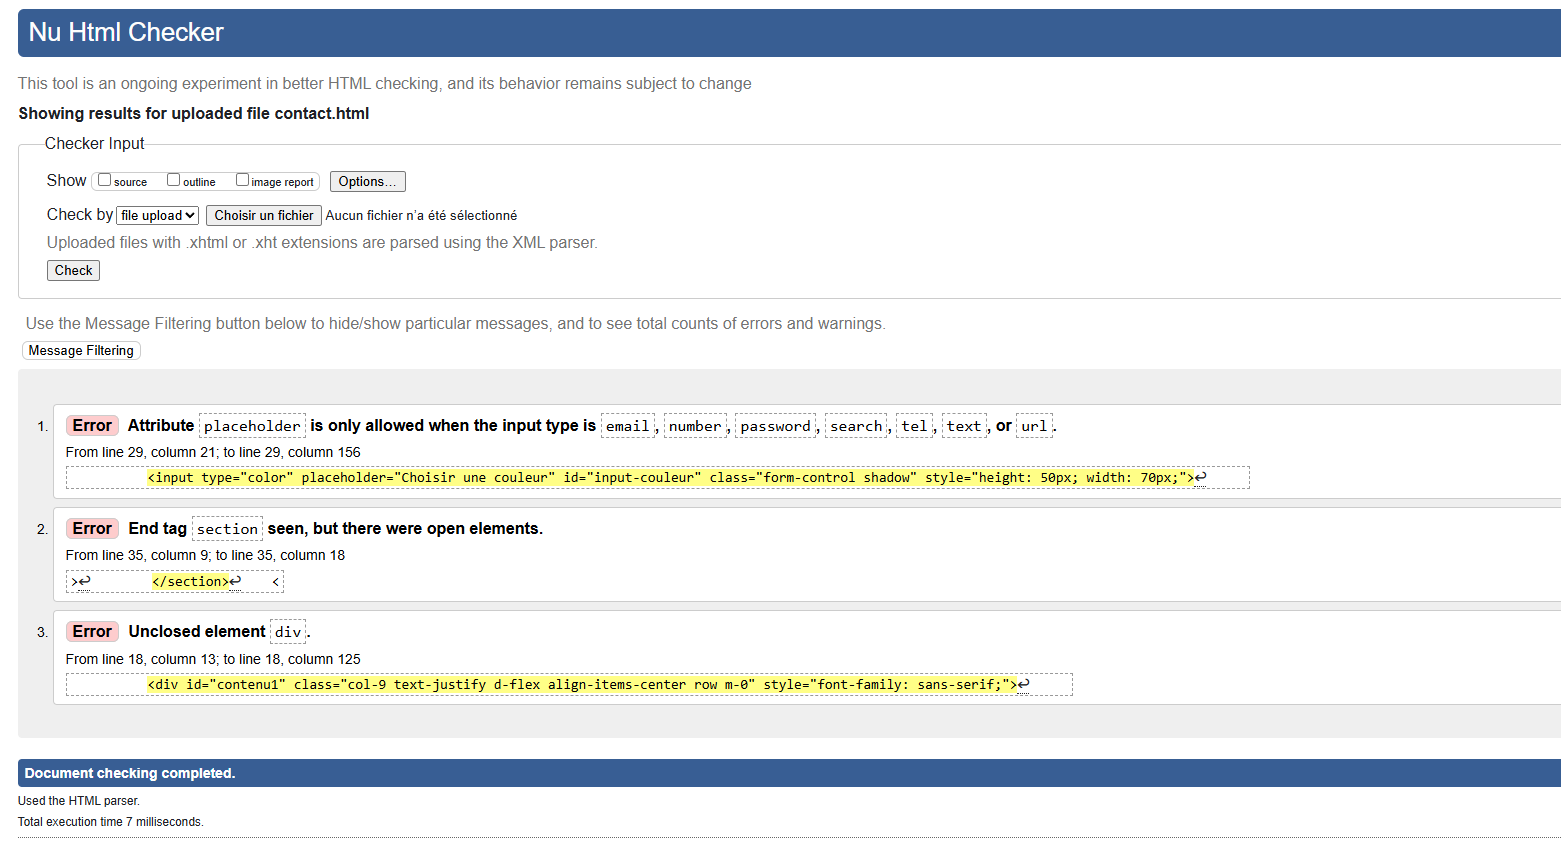 Nu Html Checker
This tool is an ongoing experiment in better HTML checking, and its behavior remains subject to change
Showing results for uploaded file contact.html
Checker Input
Show source outline image report Options...
Check by file upload Choisir un fichier Aucun fichier n'a été sélectionné
Uploaded files with .xhtml or .xht extensions are parsed using the XML parser.
Check
Use the Message Filtering button below to hide/show particular messages, and to see total counts of errors and warnings.
Message Filtering
1. Error Attribute placeholder is only allowed when the input type is email, number, password, search, tel, text, or url.
From line 29, column 21; to line 29, column 156
<input type="color" placeholder="Choisir une couleur" id="input-couleur" class="form-control shadow" style="height: 50px; width: 70px;">↩
2. Error End tag section seen, but there were open elements.
From line 35, column 9; to line 35, column 18
>↩ </section>↩ <
3. Error Unclosed element div.
From line 18, column 13; to line 18, column 125
<div id="contenu1" class="col-9 text-justify d-flex align-items-center row m-0" style="font-family: sans-serif;">↩
Document checking completed.
Used the HTML parser.
Total execution time 7 milliseconds.